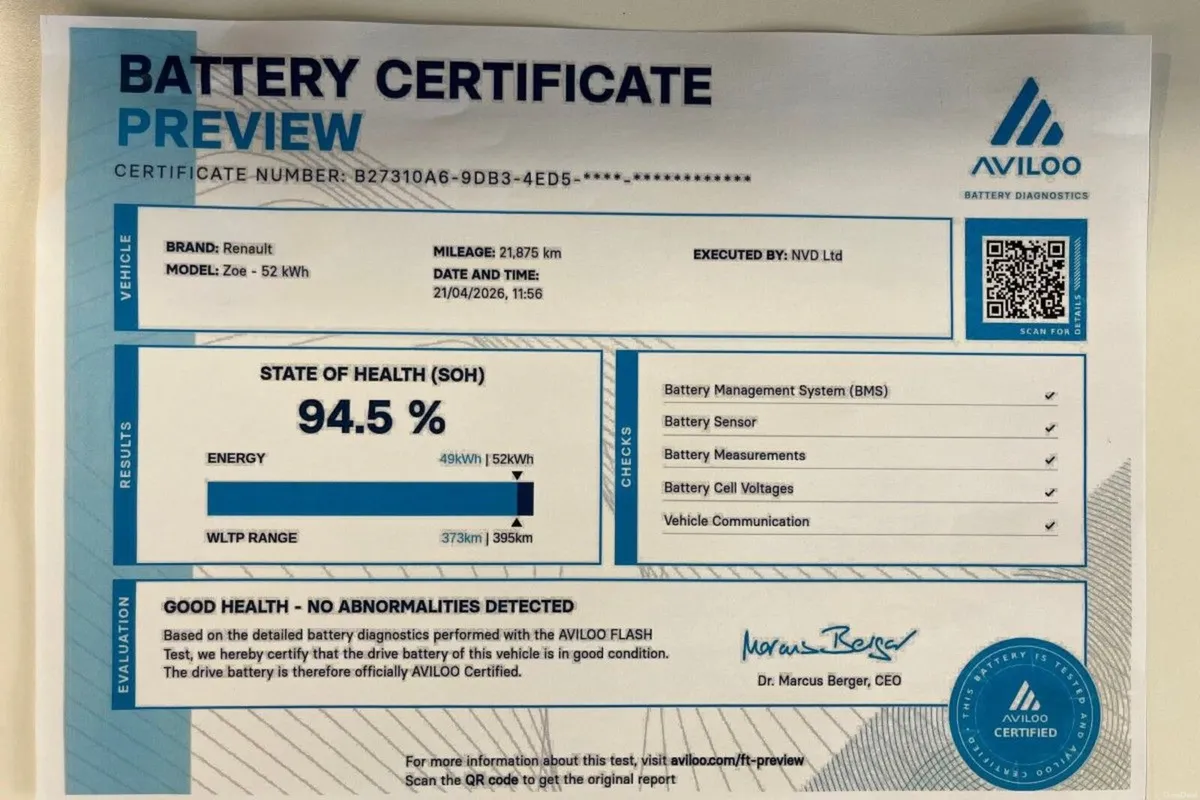 BATTERY CERTIFICATE
PREVIEW
CERTIFICATE NUMBER: B27310A6-9DB3-4ED5-****-************
AVILOO
BATTERY DIAGNOSTICS
VEHICLE
BRAND: Renault
MODEL: Zoe - 52 kWh
MILEAGE: 21,875 km
DATE AND TIME:
21/04/2026, 11:56
EXECUTED BY: NVD Ltd
SCAN FOR DETAILS
RESULTS
STATE OF HEALTH (SOH)
94.5 %
ENERGY 49kWh | 52kWh
WLTP RANGE 373km | 395km
CHECKS
Battery Management System (BMS) ✓
Battery Sensor ✓
Battery Measurements ✓
Battery Cell Voltages ✓
Vehicle Communication ✓
EVALUATION
GOOD HEALTH - NO ABNORMALITIES DETECTED
Based on the detailed battery diagnostics performed with the AVILOO FLASH
Test, we hereby certify that the drive battery of this vehicle is in good condition.
The drive battery is therefore officially AVILOO Certified.
Marcus Berger
Dr. Marcus Berger, CEO
THIS BATTERY IS TESTED AND AVILOO CERTIFIED
AVILOO
CERTIFIED
For more information about this test, visit aviloo.com/ft-preview
Scan the QR code to get the original report